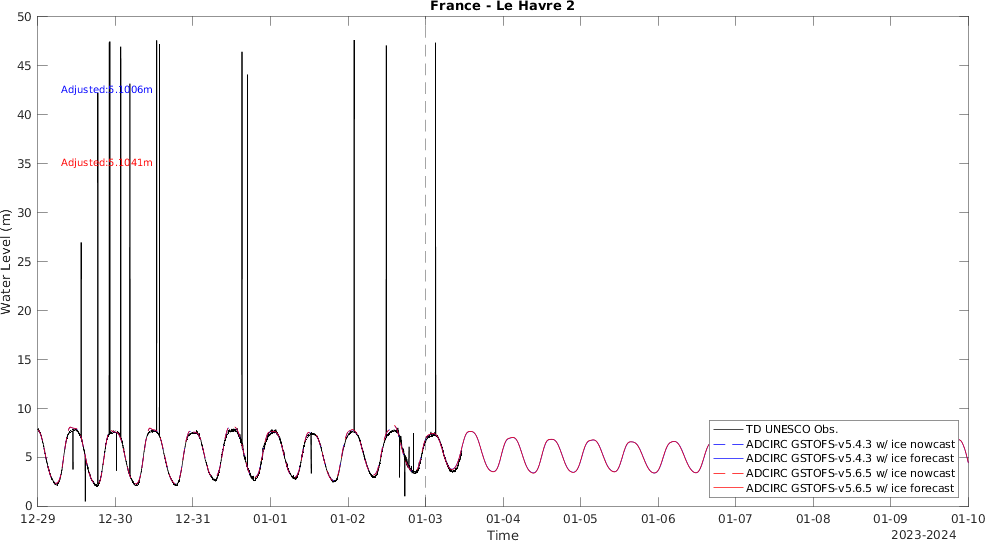 France - Le Havre 2
50
45
40
35
30
25
20
15
10
5
0
Water Level (m)
Adjusted:5.1006m
Adjusted:5.1041m
TD UNESCO Obs.
ADCIRC GSTOFS-v5.4.3 w/ ice nowcast
ADCIRC GSTOFS-v5.4.3 w/ ice forecast
ADCIRC GSTOFS-v5.6.5 w/ ice nowcast
ADCIRC GSTOFS-v5.6.5 w/ ice forecast
12-29 12-30 12-31 01-01 01-02 01-03 01-04 01-05 01-06 01-07 01-08 01-09 01-10
Time
2023-2024